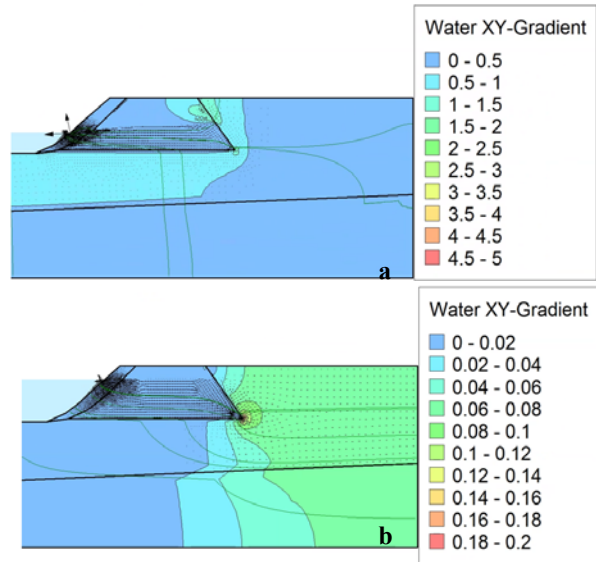 Water XY-Gradient
0 - 0.5
0.5 - 1
1 - 1.5
1.5 - 2
2 - 2.5
2.5 - 3
3 - 3.5
3.5 - 4
4 - 4.5
4.5 - 5
a
Water XY-Gradient
0 - 0.02
0.02 - 0.04
0.04 - 0.06
0.06 - 0.08
0.08 - 0.1
0.1 - 0.12
0.12 - 0.14
0.14 - 0.16
0.16 - 0.18
0.18 - 0.2
b